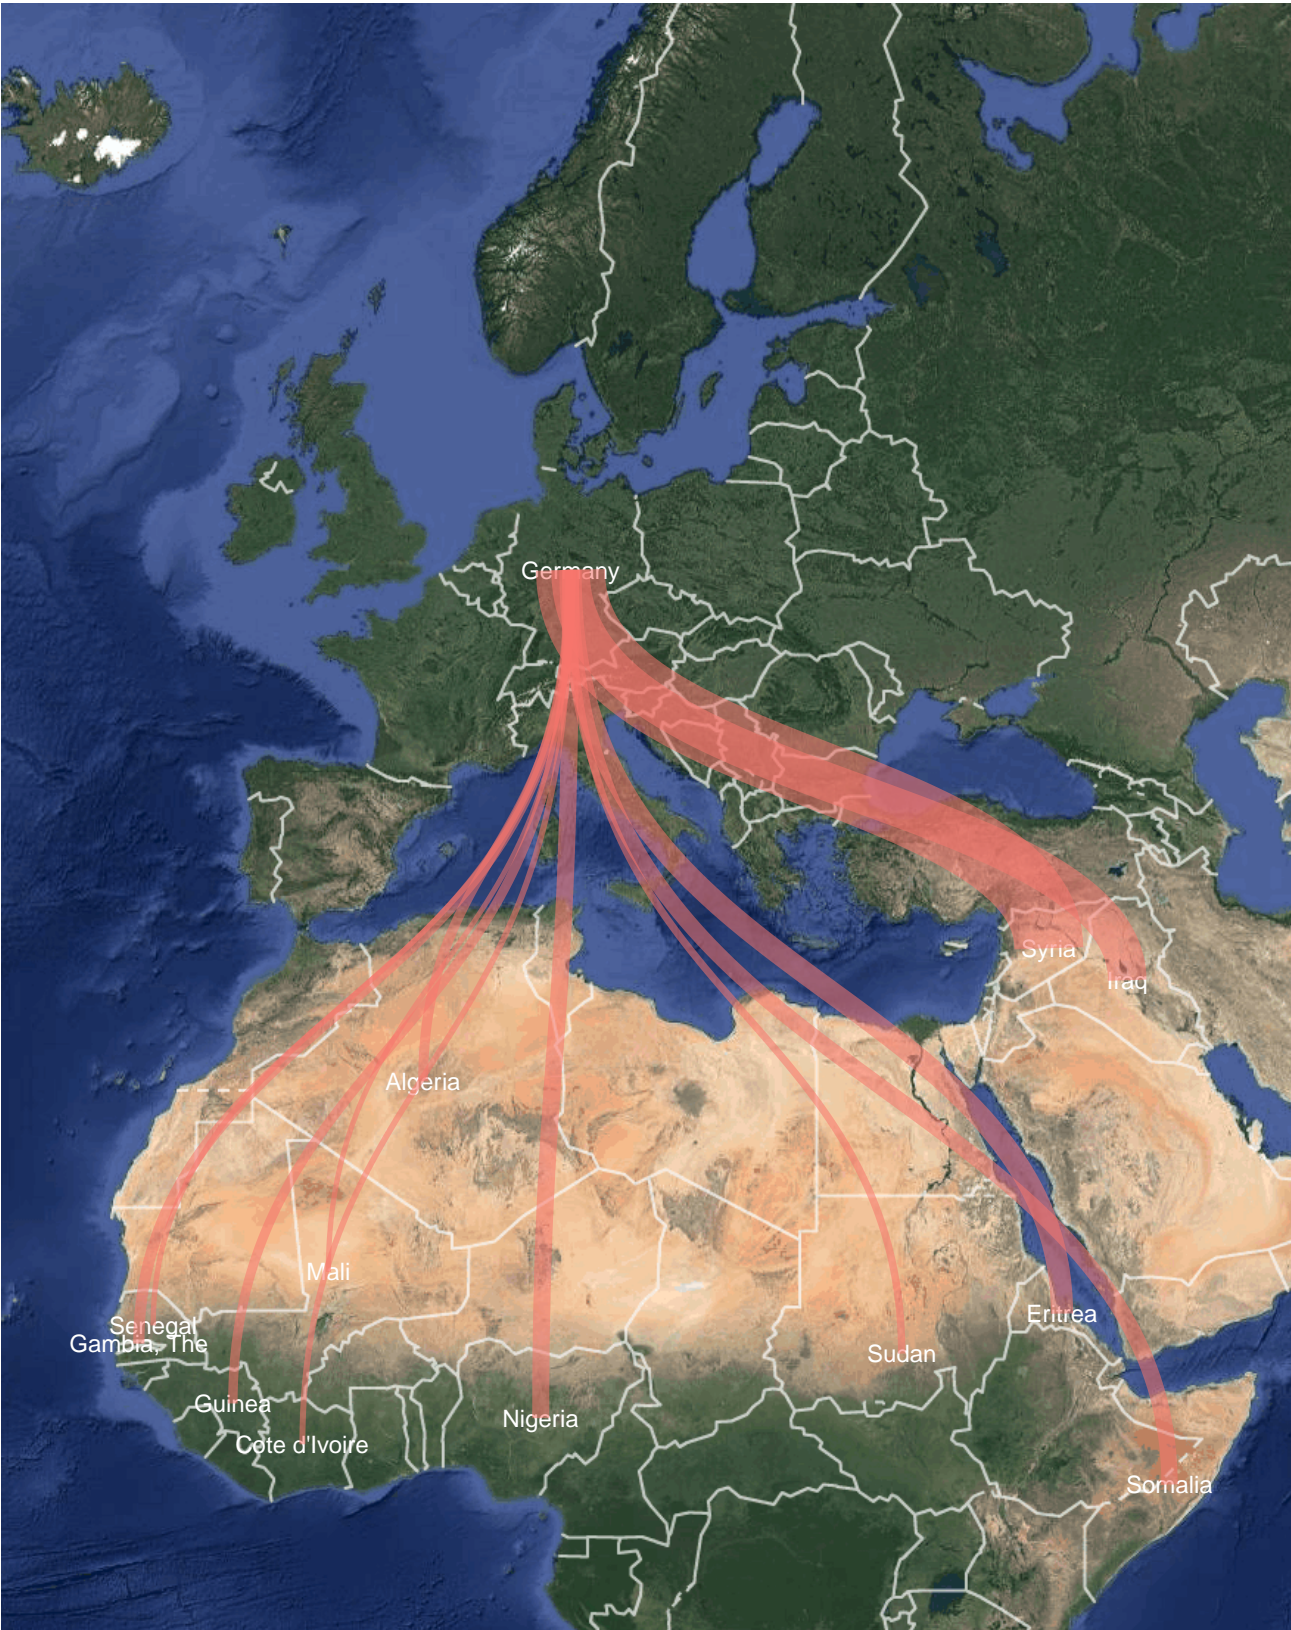 Germany
Syria
Iraq
Algeria
Mali
Eritrea
Senegal
Gambia, The
Sudan
Guinea
Nigeria
Cote d'Ivoire
Somalia